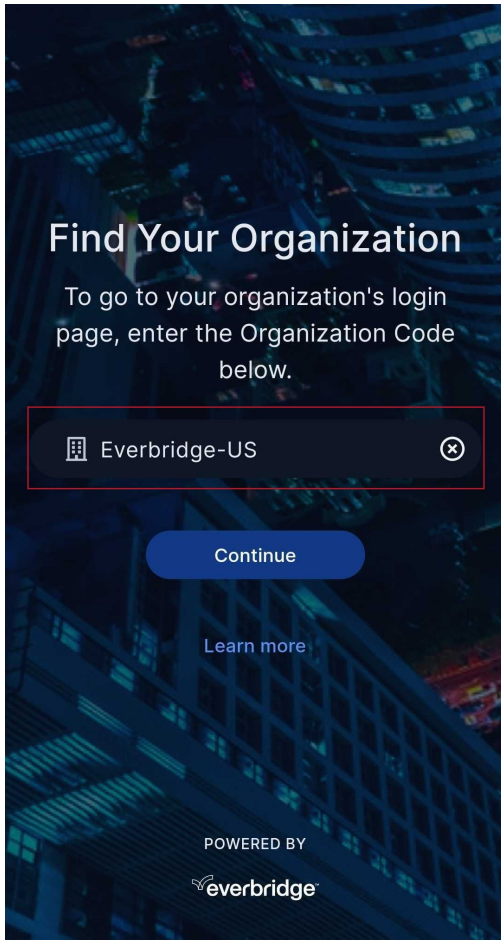 Find Your Organization
To go to your organization's login
page, enter the Organization Code
below.
Everbridge-US
Continue
Learn more
POWERED BY
everbridge